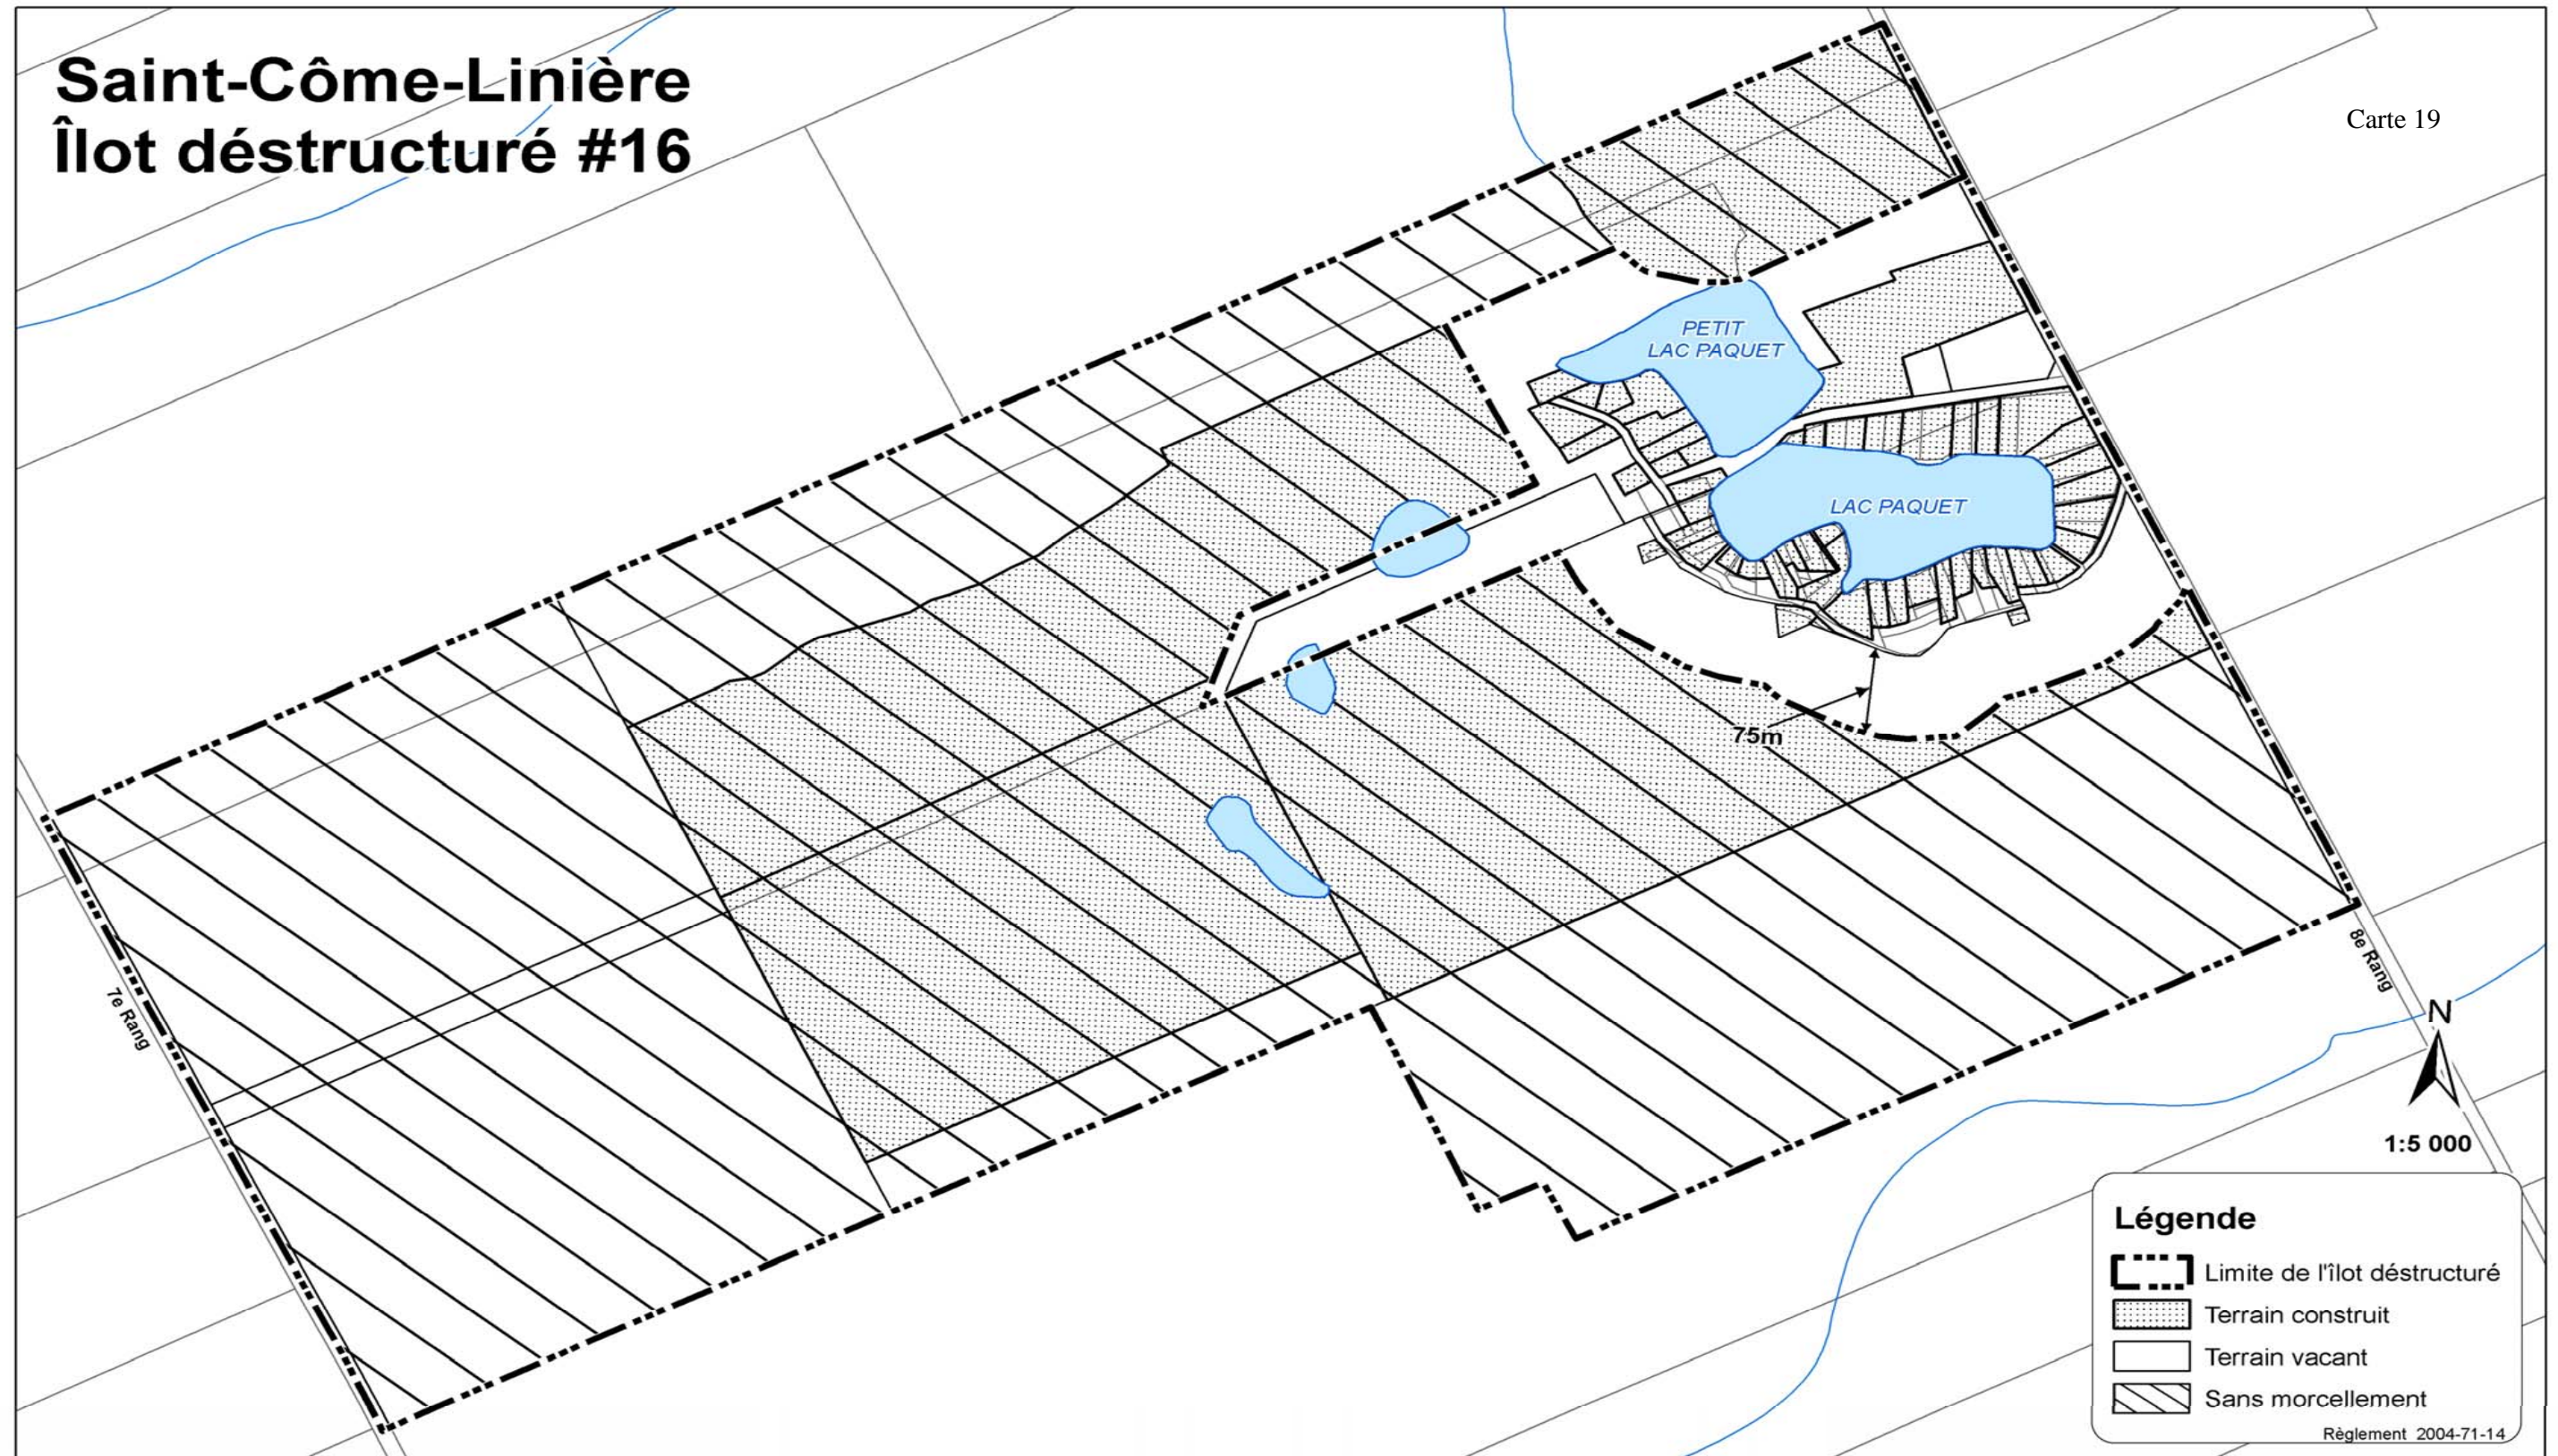 Saint-Côme-Linière
Îlot déstructuré #16
Carte 19
PETIT
LAC PAQUET
LAC PAQUET
75m
7e Rang
8e Rang
N
1:5 000
Légende
Limite de l'îlot déstructuré
Terrain construit
Terrain vacant
Sans morcellement
Règlement 2004-71-14